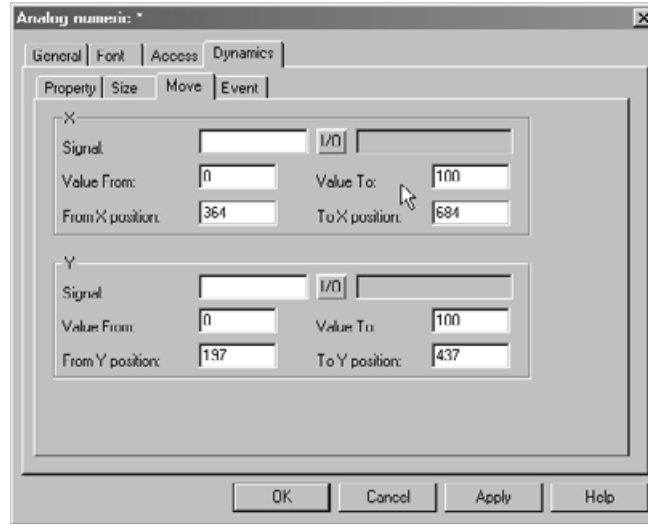 Analog numeric: *
General Font Access Dynamics
Property Size Move Event
X
Signal: I/O
Value From: 0 Value To: 100
From X position: 364 To X position: 684
Y
Signal: I/O
Value From: 0 Value To: 100
From Y position: 197 To Y position: 437
OK Cancel Apply Help